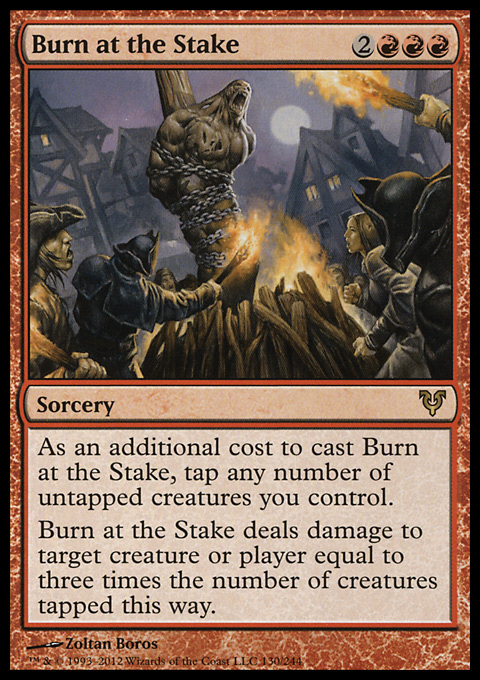 Burn at the Stake 2
Sorcery
As an additional cost to cast Burn
at the Stake, tap any number of
untapped creatures you control.
Burn at the Stake deals damage to
target creature or player equal to
three times the number of creatures
tapped this way.
Zoltan Boros
™ & © 1993-2012 Wizards of the Coast LLC 130/244